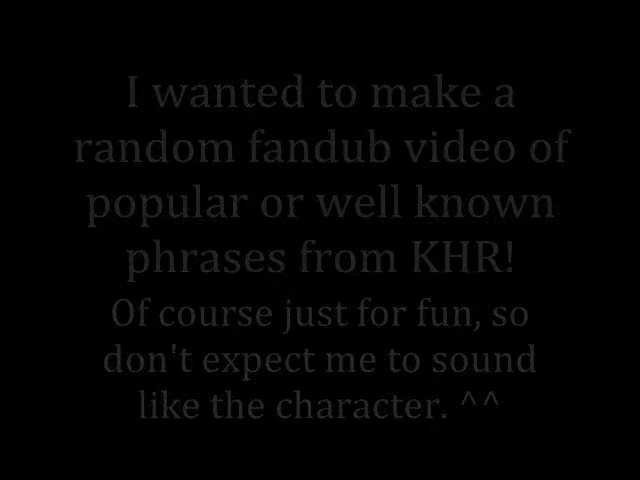 I wanted to make a
random fandub video of
popular or well known
phrases from KHR!
Of course just for fun, so
don't expect me to sound
like the character. ^^